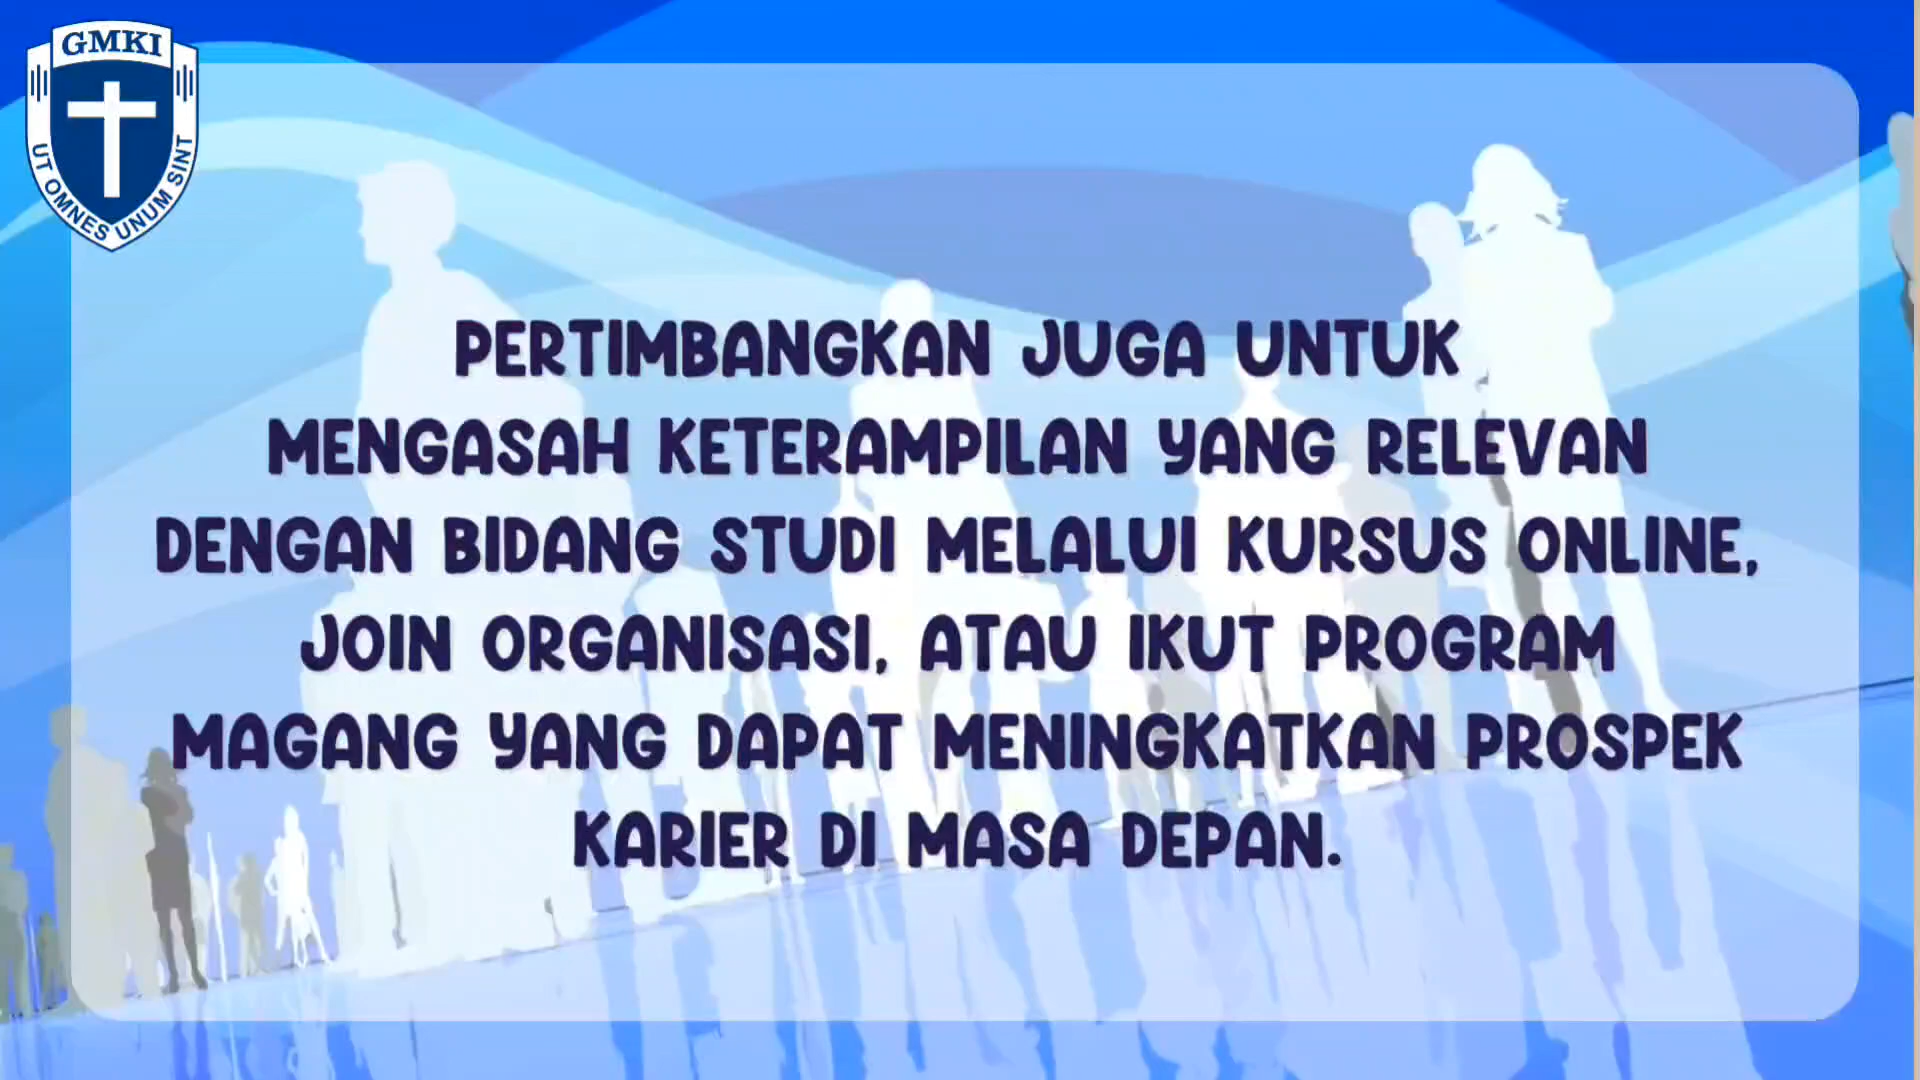 GMKI
UT OMNES UNUM SINT
PERTIMBANGKAN JUGA UNTUK
MENGASAH KETERAMPILAN YANG RELEVAN
DENGAN BIDANG STUDI MELALUI KURSUS ONLINE,
JOIN ORGANISASI, ATAU IKUT PROGRAM
MAGANG YANG DAPAT MENINGKATKAN PROSPEK
KARIER DI MASA DEPAN.